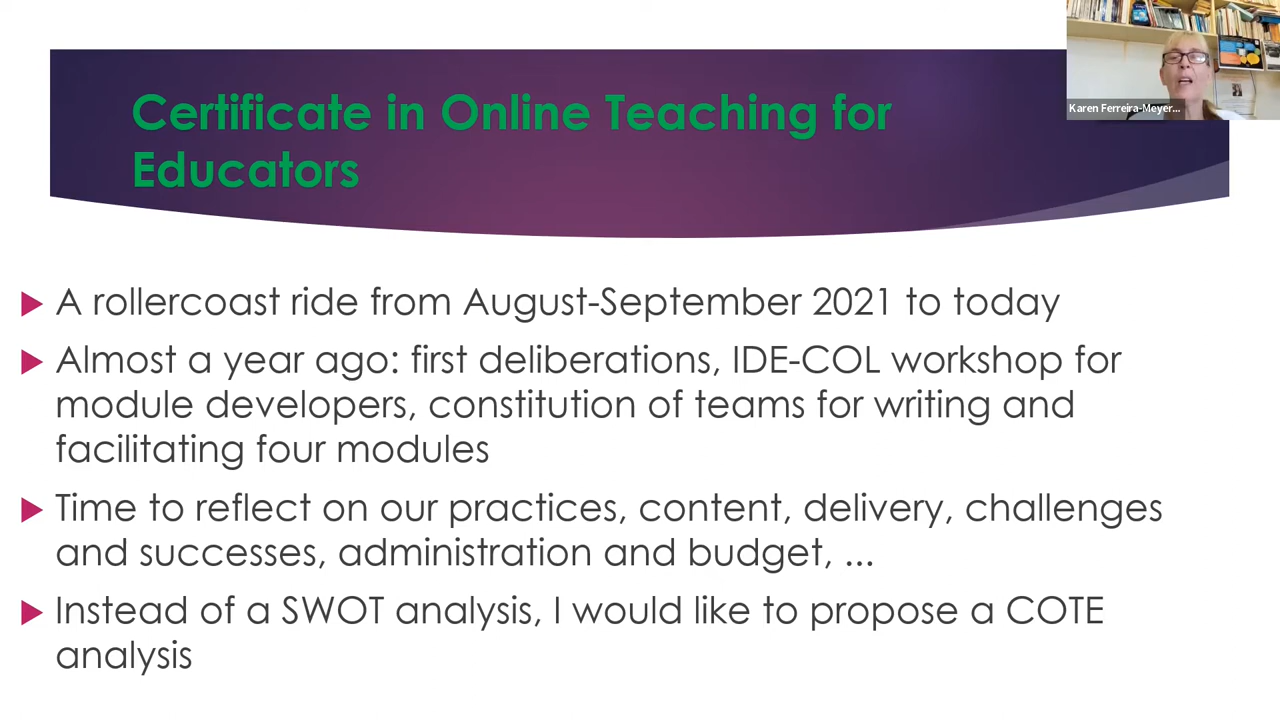 Karen Ferreira-Meyer...
Certificate in Online Teaching for
Educators
A rollercoast ride from August-September 2021 to today
Almost a year ago: first deliberations, IDE-COL workshop for
module developers, constitution of teams for writing and
facilitating four modules
Time to reflect on our practices, content, delivery, challenges
and successes, administration and budget, ...
Instead of a SWOT analysis, I would like to propose a COTE
analysis